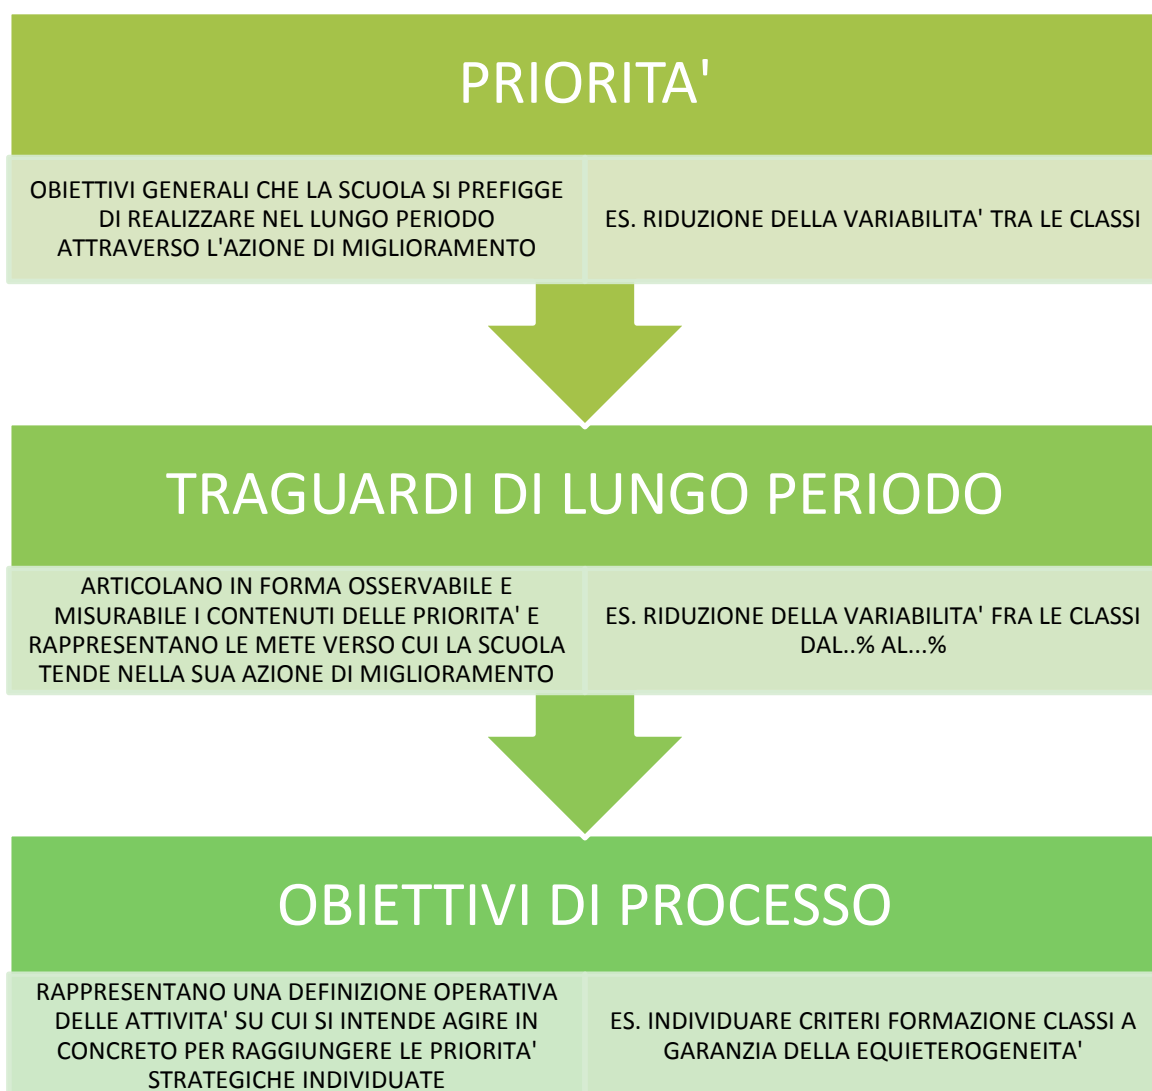 PRIORITA'
OBIETTIVI GENERALI CHE LA SCUOLA SI PREFIGGE
DI REALIZZARE NEL LUNGO PERIODO
ATTRAVERSO L'AZIONE DI MIGLIORAMENTO
ES. RIDUZIONE DELLA VARIABILITA' TRA LE CLASSI
TRAGUARDI DI LUNGO PERIODO
ARTICOLANO IN FORMA OSSERVABILE E
MISURABILE I CONTENUTI DELLE PRIORITA' E
RAPPRESENTANO LE METE VERSO CUI LA SCUOLA
TENDE NELLA SUA AZIONE DI MIGLIORAMENTO
ES. RIDUZIONE DELLA VARIABILITA' FRA LE CLASSI
DAL..% AL...%
OBIETTIVI DI PROCESSO
RAPPRESENTANO UNA DEFINIZIONE OPERATIVA
DELLE ATTIVITA' SU CUI SI INTENDE AGIRE IN
CONCRETO PER RAGGIUNGERE LE PRIORITA'
STRATEGICHE INDIVIDUATE
ES. INDIVIDUARE CRITERI FORMAZIONE CLASSI A
GARANZIA DELLA EQUIETEROGENEITA'